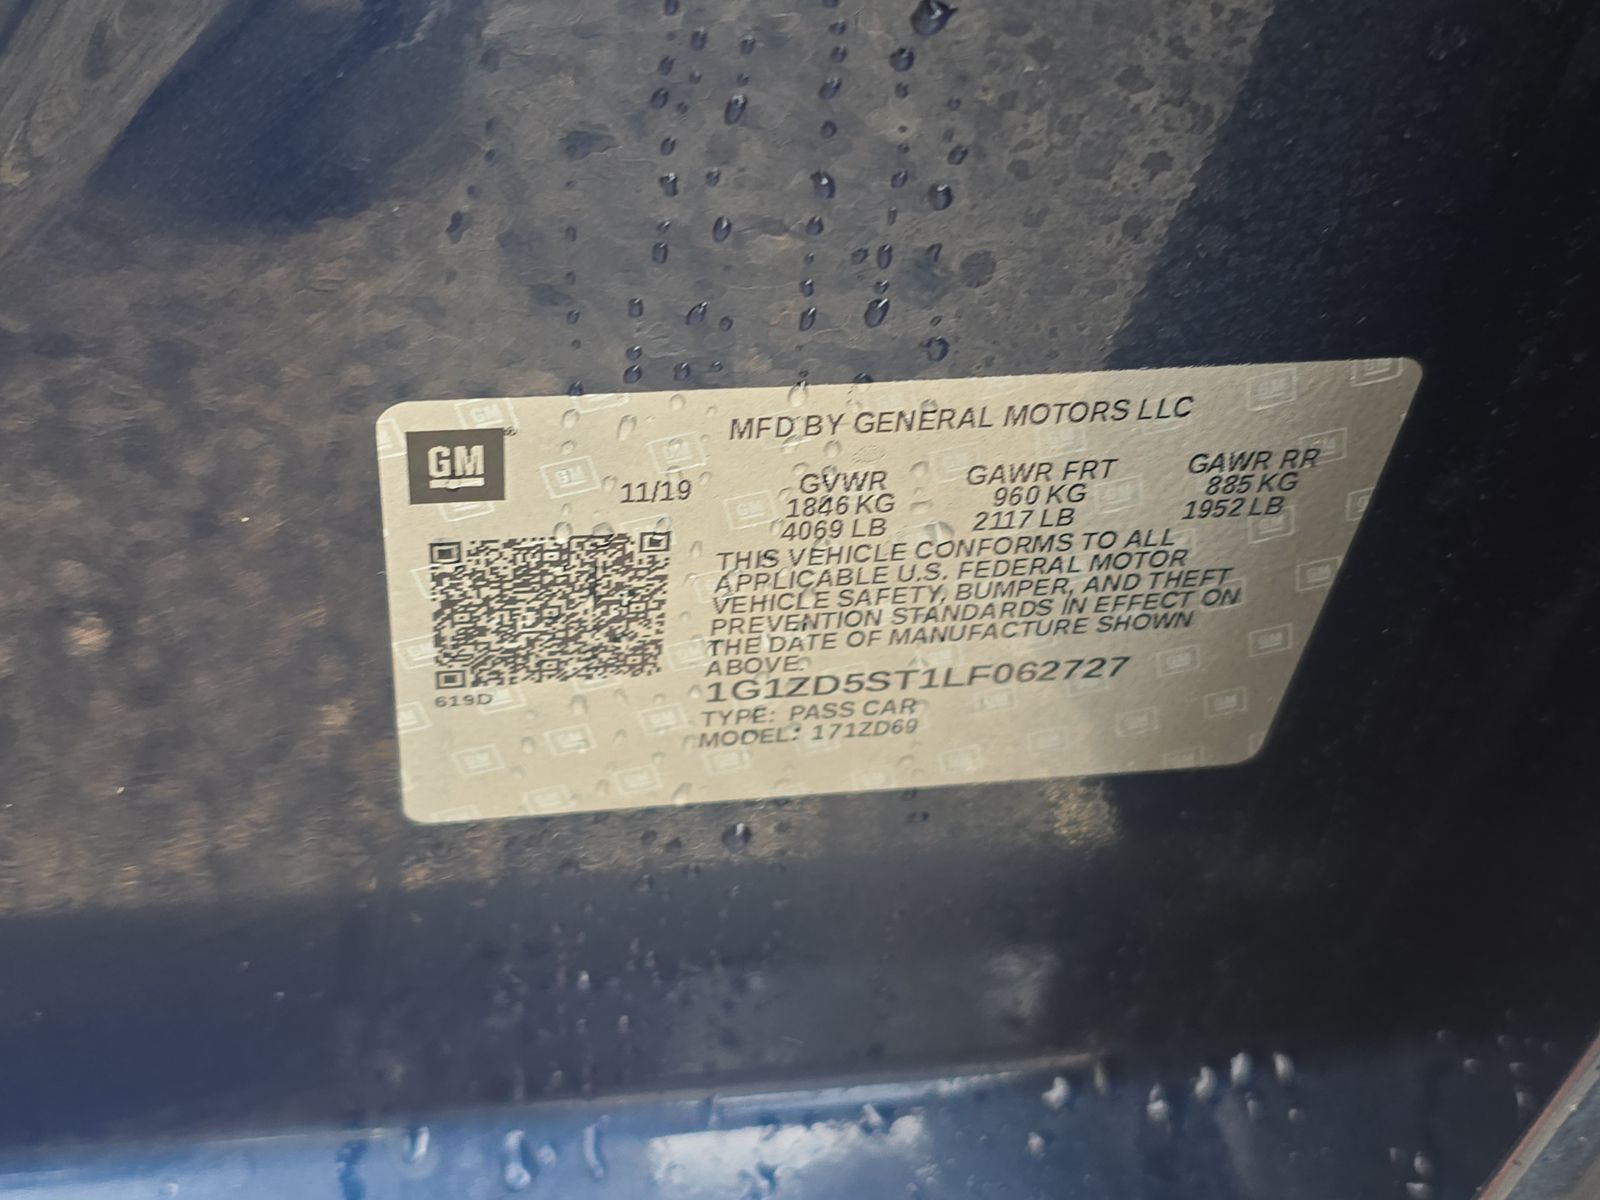 MFD BY GENERAL MOTORS LLC
GM
11/19
GVWR GAWR FRT GAWR RR
1846 KG 960 KG 885 KG
4069 LB 2117 LB 1952 LB
THIS VEHICLE CONFORMS TO ALL
APPLICABLE U.S. FEDERAL MOTOR
VEHICLE SAFETY, BUMPER, AND THEFT
PREVENTION STANDARDS IN EFFECT ON
THE DATE OF MANUFACTURE SHOWN
ABOVE.
1G1ZD5ST1LF062727
619D
TYPE: PASS CAR
MODEL: 171ZD69